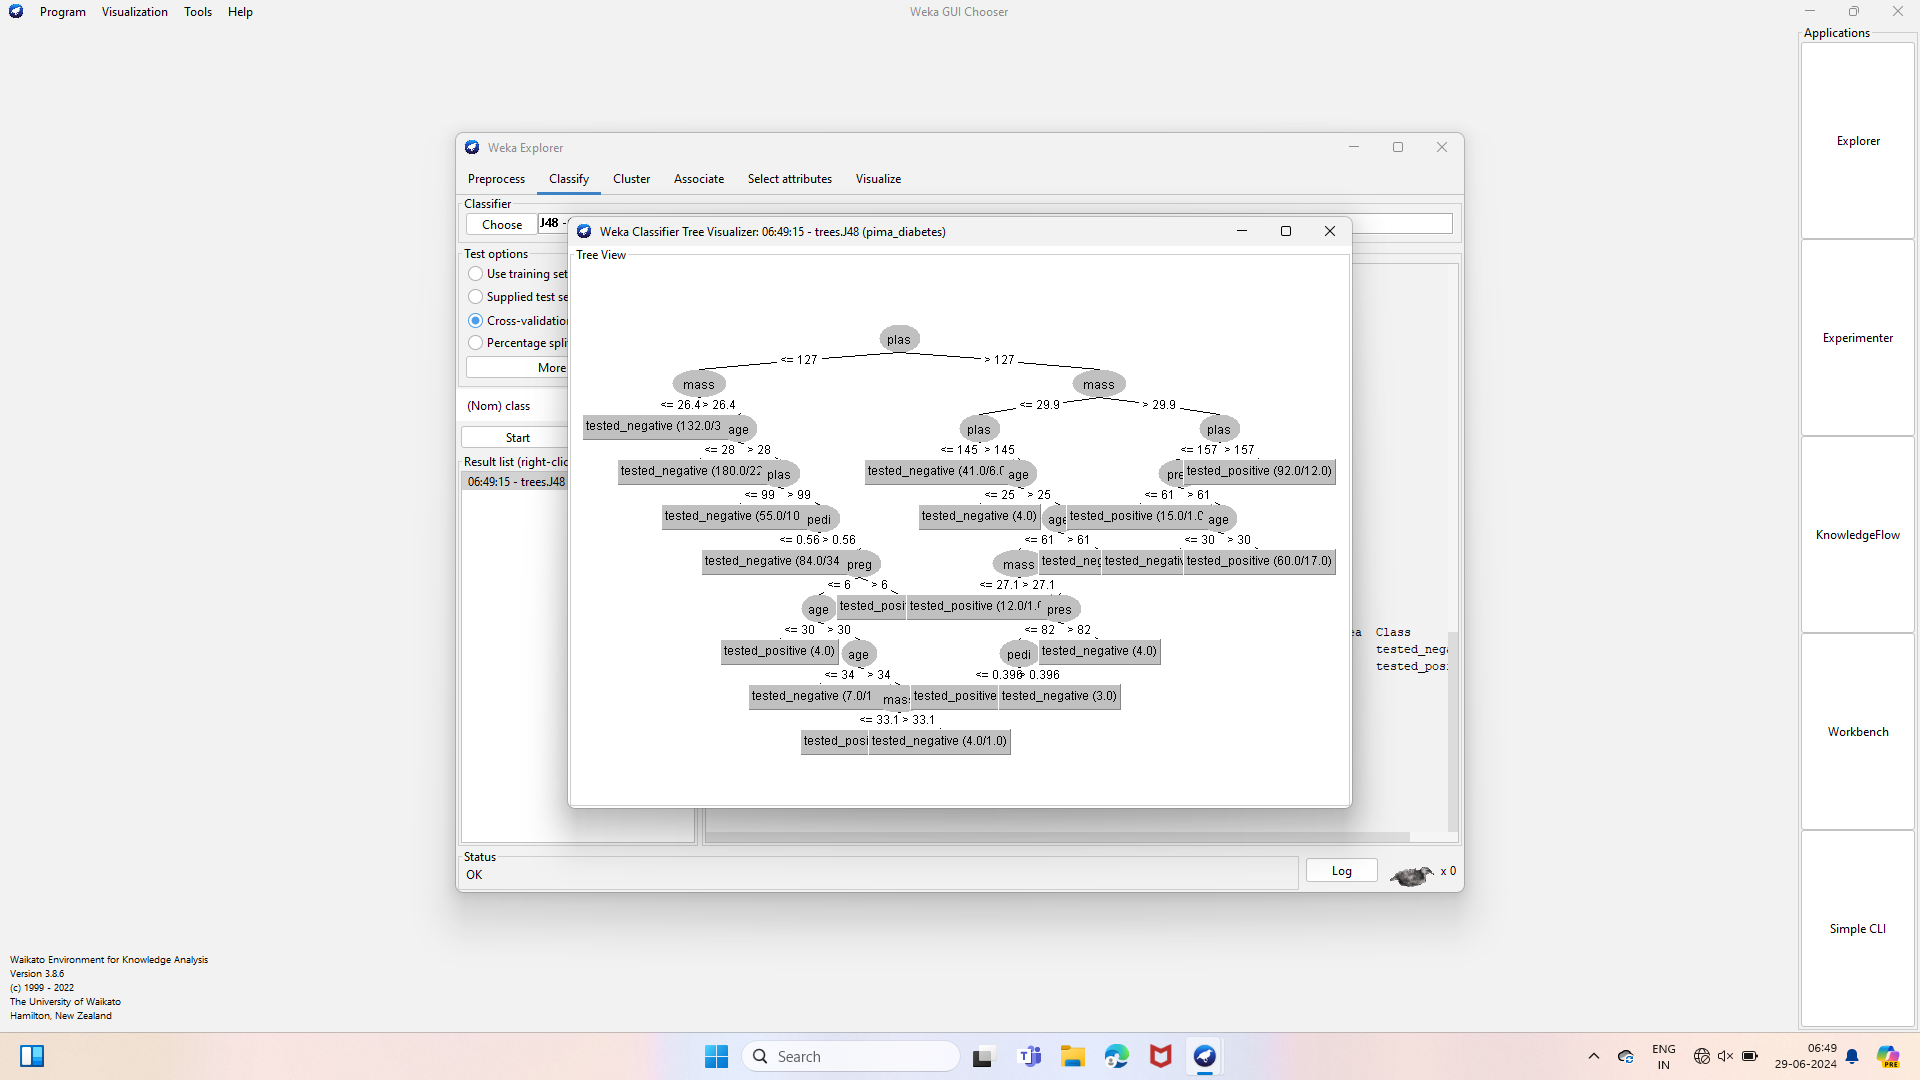 Program Visualization Tools Help
Weka GUI Chooser
Applications
Explorer
Experimenter
KnowledgeFlow
Workbench
Simple CLI
Weka Explorer
Preprocess Classify Cluster Associate Select attributes Visualize
Classifier
Choose J48 -
Test options
Use training set
Supplied test se
Cross-validation
Percentage spli
More
(Nom) class
Start
Result list (right-clic
06:49:15 - trees.J48
Weka Classifier Tree Visualizer: 06:49:15 - trees.J48 (pima_diabetes)
Tree View
plas
<= 127 > 127
mass mass
<= 26.4 > 26.4 <= 29.9 > 29.9
tested_negative (132.0/3 age plas plas
<= 28 > 28 <= 145 > 145 <= 157 > 157
tested_negative (180.0/22 plas tested_negative (41.0/6.0 age pre tested_positive (92.0/12.0)
<= 99 > 99 <= 25 > 25 <= 61 > 61
tested_negative (55.0/10 pedi tested_negative (4.0) age tested_positive (15.0/1.0 age
<= 0.56 > 0.56 <= 61 > 61 <= 30 > 30
tested_negative (84.0/34 preg mass tested_neg tested_negativ tested_positive (60.0/17.0)
<= 6 > 6 <= 27.1 > 27.1
age tested_posi tested_positive (12.0/1.0 pres
<= 30 > 30 <= 82 > 82
tested_positive (4.0) age pedi tested_negative (4.0)
<= 34 > 34 <= 0.396 > 0.396
tested_negative (7.0/1 mass tested_positive tested_negative (3.0)
<= 33.1 > 33.1
tested_posi tested_negative (4.0/1.0)
ea Class
tested_nega
tested_posi
Status
OK
Log
x 0
Waikato Environment for Knowledge Analysis
Version 3.8.6
(c) 1999 - 2022
The University of Waikato
Hamilton, New Zealand
Search
ENG
IN
06:49
29-06-2024
PRE